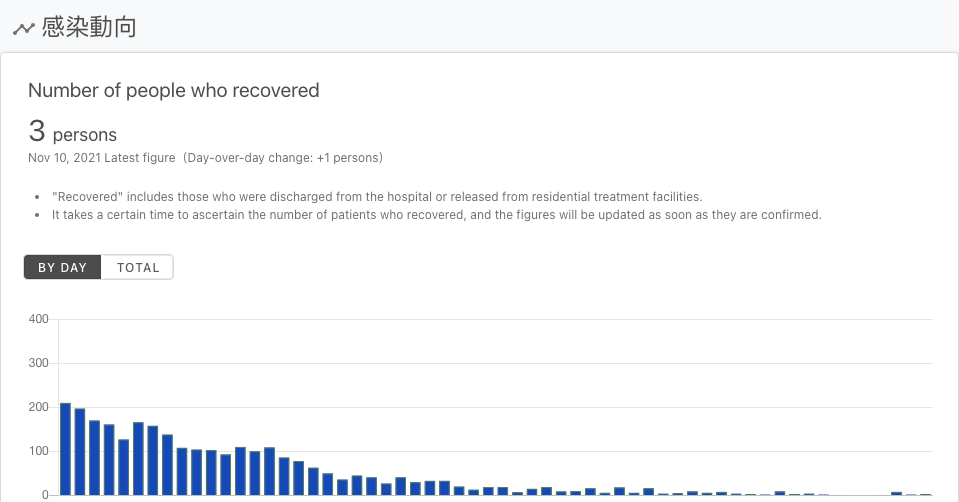 感染動向
Number of people who recovered
3 persons
Nov 10, 2021 Latest figure (Day-over-day change: +1 persons)
• "Recovered" includes those who were discharged from the hospital or released from residential treatment facilities.
• It takes a certain time to ascertain the number of patients who recovered, and the figures will be updated as soon as they are confirmed.
BY DAY TOTAL
400
300
200
100
0